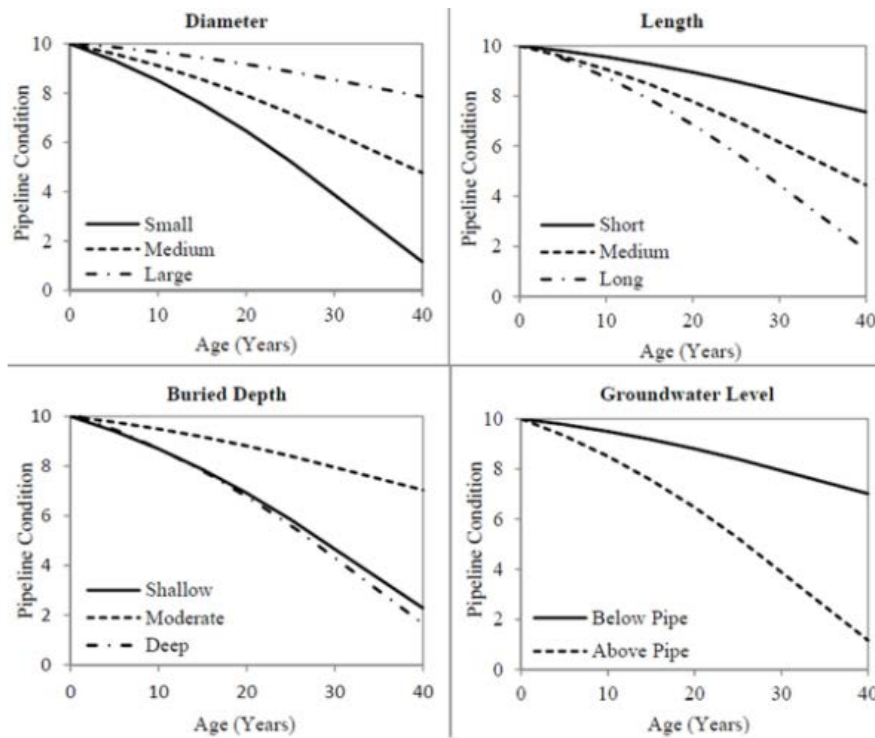 Diameter
10
8
6
4
2
0
Pipeline Condition
Small
Medium
Large
0 10 20 30 40
Age (Years)
Length
10
8
6
4
2
0
Pipeline Condition
Short
Medium
Long
0 10 20 30 40
Age (Years)
Buried Depth
10
8
6
4
2
0
Pipeline Condition
Shallow
Moderate
Deep
0 10 20 30 40
Age (Years)
Groundwater Level
10
8
6
4
2
0
Pipeline Condition
Below Pipe
Above Pipe
0 10 20 30 40
Age (Years)